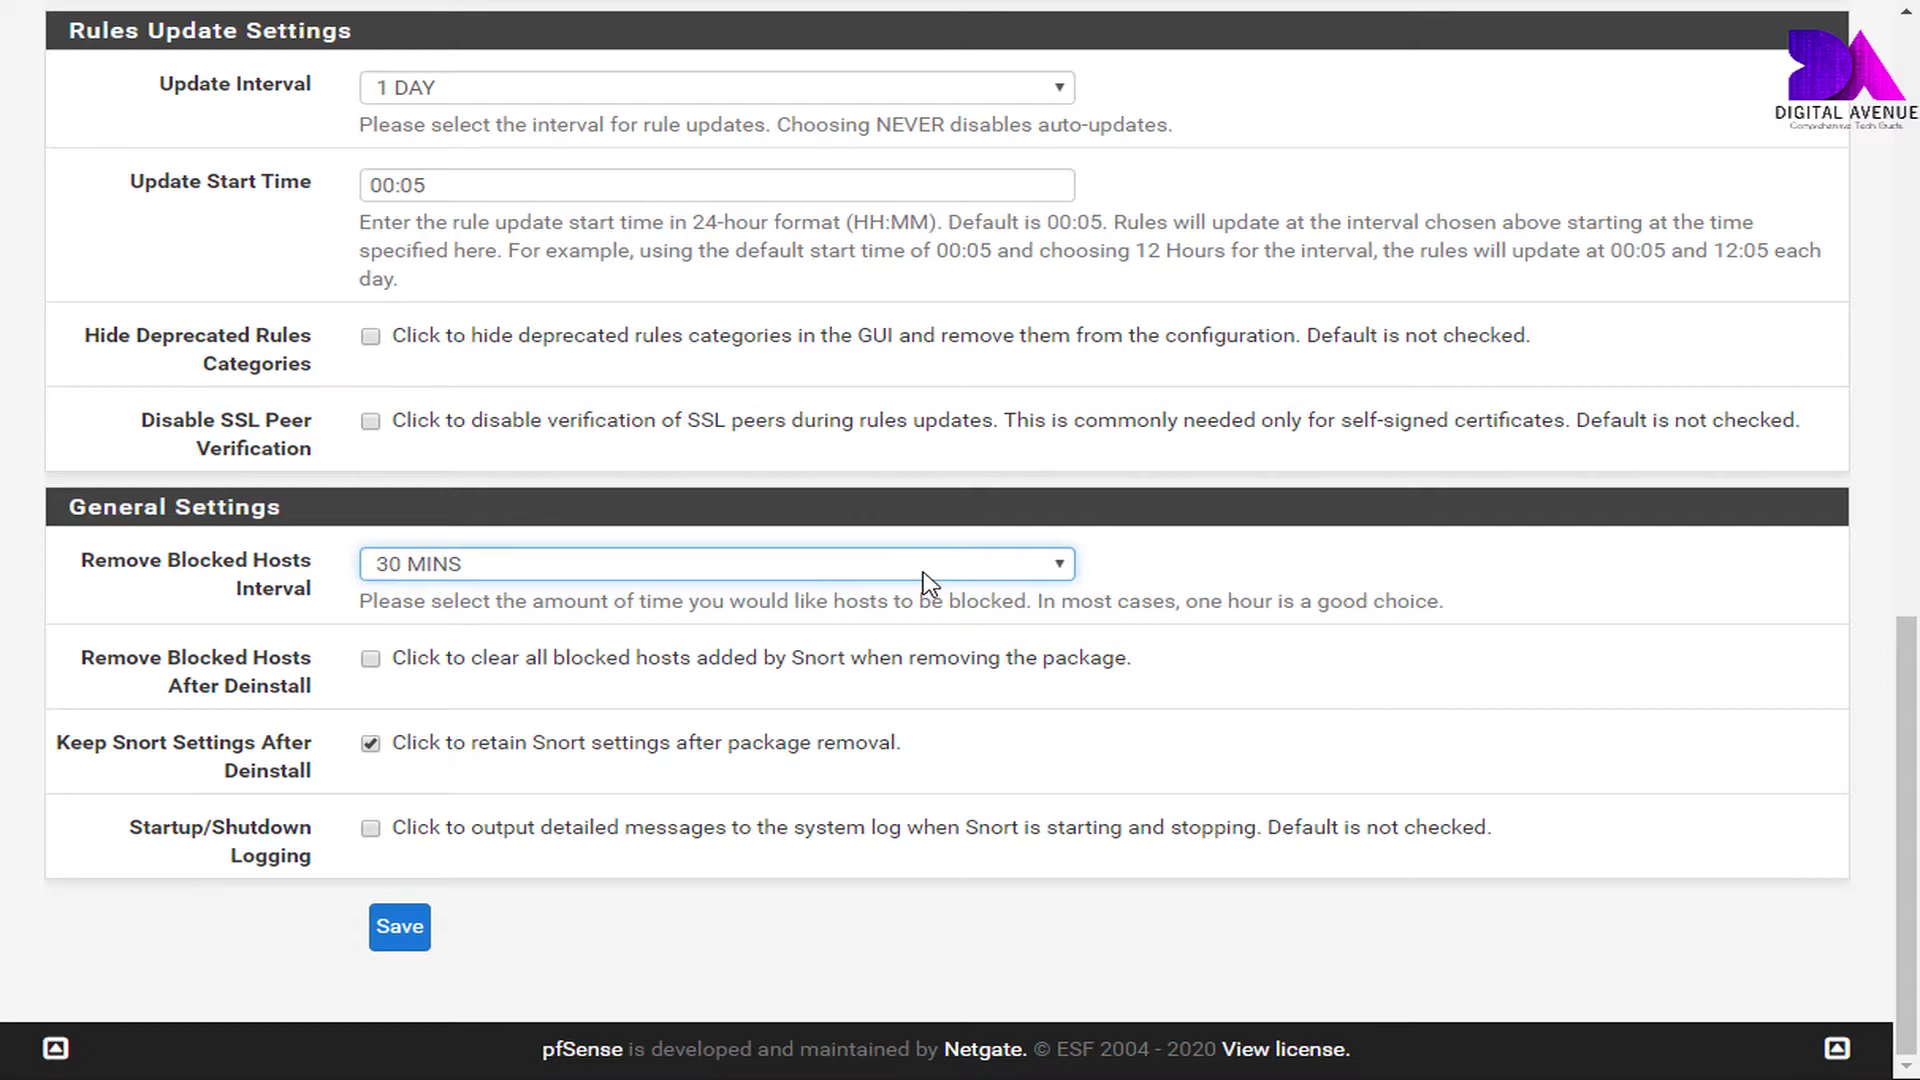 Rules Update Settings
Update Interval
1 DAY
Please select the interval for rule updates. Choosing NEVER disables auto-updates.
Update Start Time
00:05
Enter the rule update start time in 24-hour format (HH:MM). Default is 00:05. Rules will update at the interval chosen above starting at the time
specified here. For example, using the default start time of 00:05 and choosing 12 Hours for the interval, the rules will update at 00:05 and 12:05 each
day.
Hide Deprecated Rules
Categories
Click to hide deprecated rules categories in the GUI and remove them from the configuration. Default is not checked.
Disable SSL Peer
Verification
Click to disable verification of SSL peers during rules updates. This is commonly needed only for self-signed certificates. Default is not checked.
General Settings
Remove Blocked Hosts
Interval
30 MINS
Please select the amount of time you would like hosts to be blocked. In most cases, one hour is a good choice.
Remove Blocked Hosts
After Deinstall
Click to clear all blocked hosts added by Snort when removing the package.
Keep Snort Settings After
Deinstall
Click to retain Snort settings after package removal.
Startup/Shutdown
Logging
Click to output detailed messages to the system log when Snort is starting and stopping. Default is not checked.
Save
pfSense is developed and maintained by Netgate. © ESF 2004 - 2020 View license.
DIGITAL AVENUE
Comprehensive Tech Guide